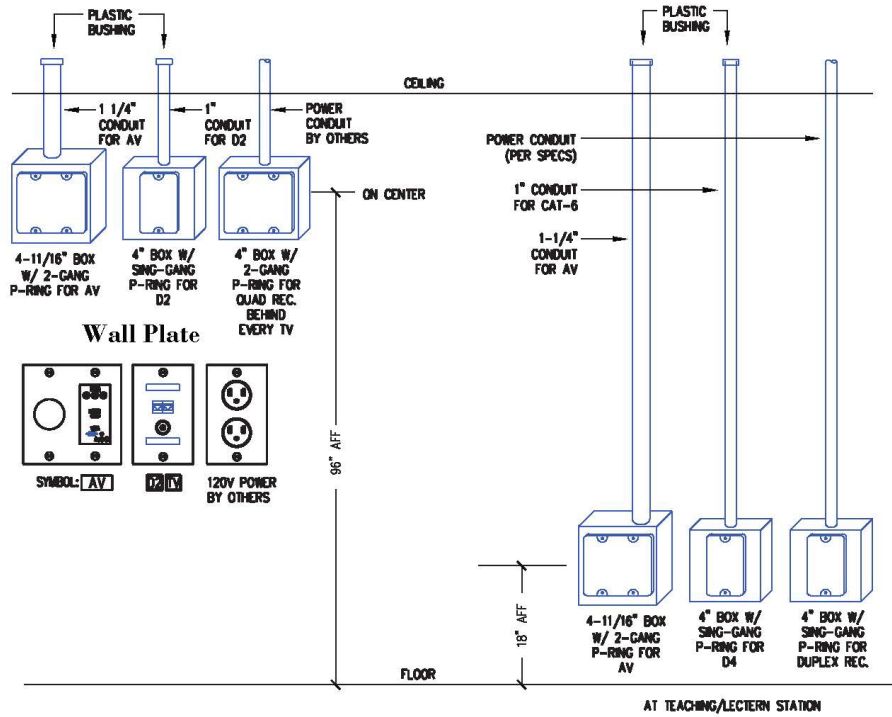 PLASTIC
BUSHING
CEILING
1 1/4"
CONDUIT
FOR AV
1"
CONDUIT
FOR D2
POWER
CONDUIT
BY OTHERS
ON CENTER
4-11/16" BOX
W/ 2-GANG
P-RING FOR AV
4" BOX W/
SING-GANG
P-RING FOR
D2
4" BOX W/
2-GANG
P-RING FOR
QUAD REC.
BEHIND
EVERY TV
Wall Plate
SYMBOL: AV
D2 TV
120V POWER
BY OTHERS
96" AFF
PLASTIC
BUSHING
POWER CONDUIT
(PER SPECS)
1" CONDUIT
FOR CAT-6
1-1/4"
CONDUIT
FOR AV
18" AFF
4-11/16" BOX
W/ 2-GANG
P-RING FOR
AV
4" BOX W/
SING-GANG
P-RING FOR
D4
4" BOX W/
SING-GANG
P-RING FOR
DUPLEX REC.
FLOOR
AT TEACHING/LECTERN STATION